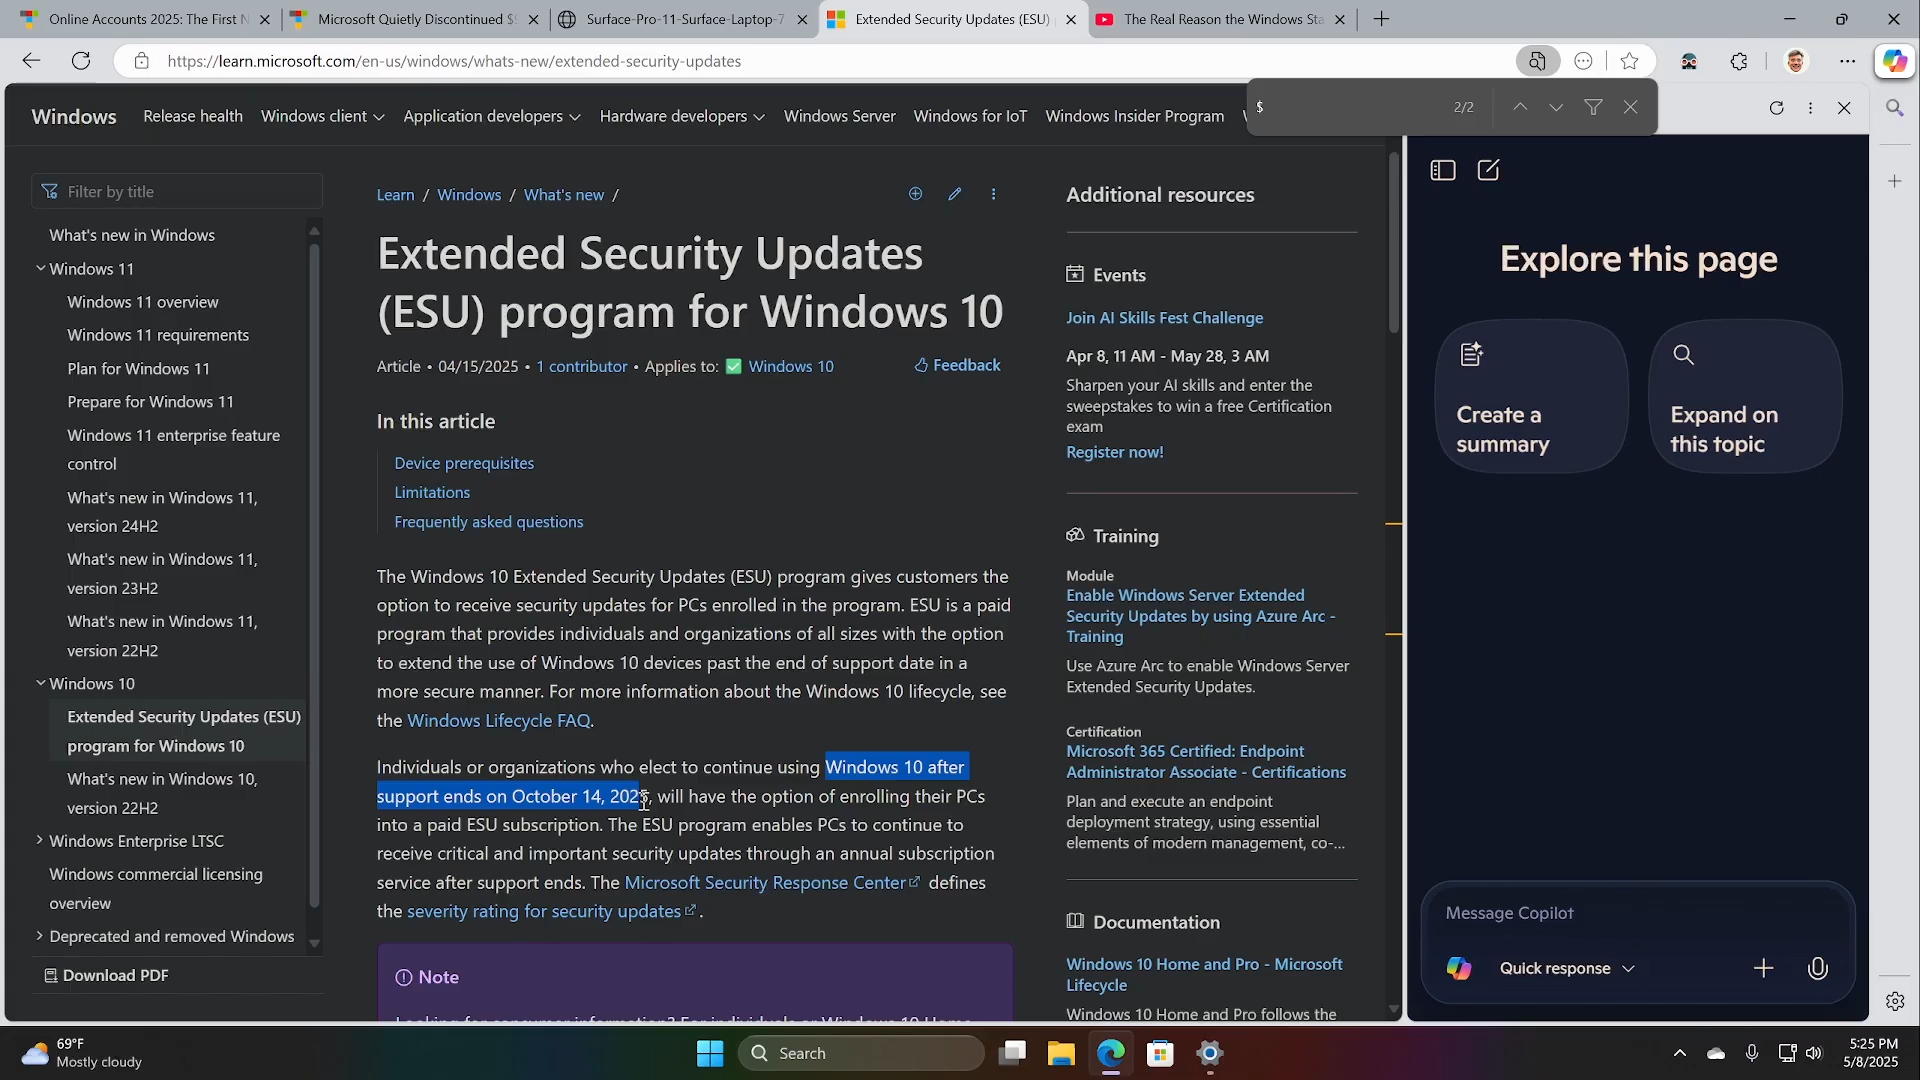 Online Accounts 2025: The First N
Microsoft Quietly Discontinued $
Surface-Pro-11-Surface-Laptop-7
Extended Security Updates (ESU)
The Real Reason the Windows Sta
https://learn.microsoft.com/en-us/windows/whats-new/extended-security-updates
$
2/2
Windows
Release health
Windows client
Application developers
Hardware developers
Windows Server
Windows for IoT
Windows Insider Program
Filter by title
What's new in Windows
Windows 11
Windows 11 overview
Windows 11 requirements
Plan for Windows 11
Prepare for Windows 11
Windows 11 enterprise feature
control
What's new in Windows 11,
version 24H2
What's new in Windows 11,
version 23H2
What's new in Windows 11,
version 22H2
Windows 10
Extended Security Updates (ESU)
program for Windows 10
What's new in Windows 10,
version 22H2
Windows Enterprise LTSC
Windows commercial licensing
overview
Deprecated and removed Windows
Download PDF
Learn / Windows / What's new /
Extended Security Updates
(ESU) program for Windows 10
Article • 04/15/2025 • 1 contributor • Applies to: ✅ Windows 10
Feedback
In this article
Device prerequisites
Limitations
Frequently asked questions
The Windows 10 Extended Security Updates (ESU) program gives customers the
option to receive security updates for PCs enrolled in the program. ESU is a paid
program that provides individuals and organizations of all sizes with the option
to extend the use of Windows 10 devices past the end of support date in a
more secure manner. For more information about the Windows 10 lifecycle, see
the Windows Lifecycle FAQ.
Individuals or organizations who elect to continue using Windows 10 after
support ends on October 14, 2025, will have the option of enrolling their PCs
into a paid ESU subscription. The ESU program enables PCs to continue to
receive critical and important security updates through an annual subscription
service after support ends. The Microsoft Security Response Center defines
the severity rating for security updates.
Note
Additional resources
Events
Join AI Skills Fest Challenge
Apr 8, 11 AM - May 28, 3 AM
Sharpen your AI skills and enter the
sweepstakes to win a free Certification
exam
Register now!
Training
Module
Enable Windows Server Extended
Security Updates by using Azure Arc -
Training
Use Azure Arc to enable Windows Server
Extended Security Updates.
Certification
Microsoft 365 Certified: Endpoint
Administrator Associate - Certifications
Plan and execute an endpoint
deployment strategy, using essential
elements of modern management, co-...
Documentation
Windows 10 Home and Pro - Microsoft
Lifecycle
Windows 10 Home and Pro follows the
Explore this page
Create a
summary
Expand on
this topic
Message Copilot
Quick response
69°F
Mostly cloudy
Search
5:25 PM
5/8/2025